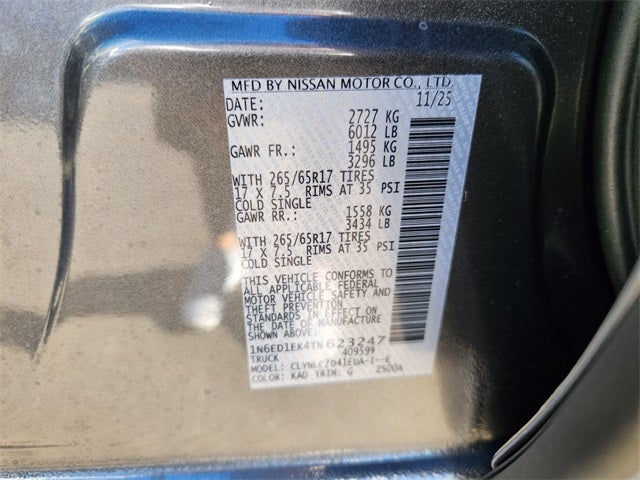 MFD BY NISSAN MOTOR CO., LTD.
DATE: 11/25
GVWR: 2727 KG
6012 LB
GAWR FR.: 1495 KG
3296 LB
WITH 265/65R17 TIRES
17 X 7.5 RIMS AT 35 PSI
COLD SINGLE
GAWR RR.: 1558 KG
3434 LB
WITH 265/65R17 TIRES
17 X 7.5 RIMS AT 35 PSI
COLD SINGLE
THIS VEHICLE CONFORMS TO
ALL APPLICABLE FEDERAL
MOTOR VEHICLE SAFETY AND
THEFT PREVENTION
STANDARDS IN EFFECT ON
THE DATE OF MANUFACTURE
SHOWN ABOVE.
1N6ED1EK4TN623247
TRUCK 409599
MODEL: CLYNLCZD41EUA-J--E
COLOR: KAD TRIM: G 2S00A